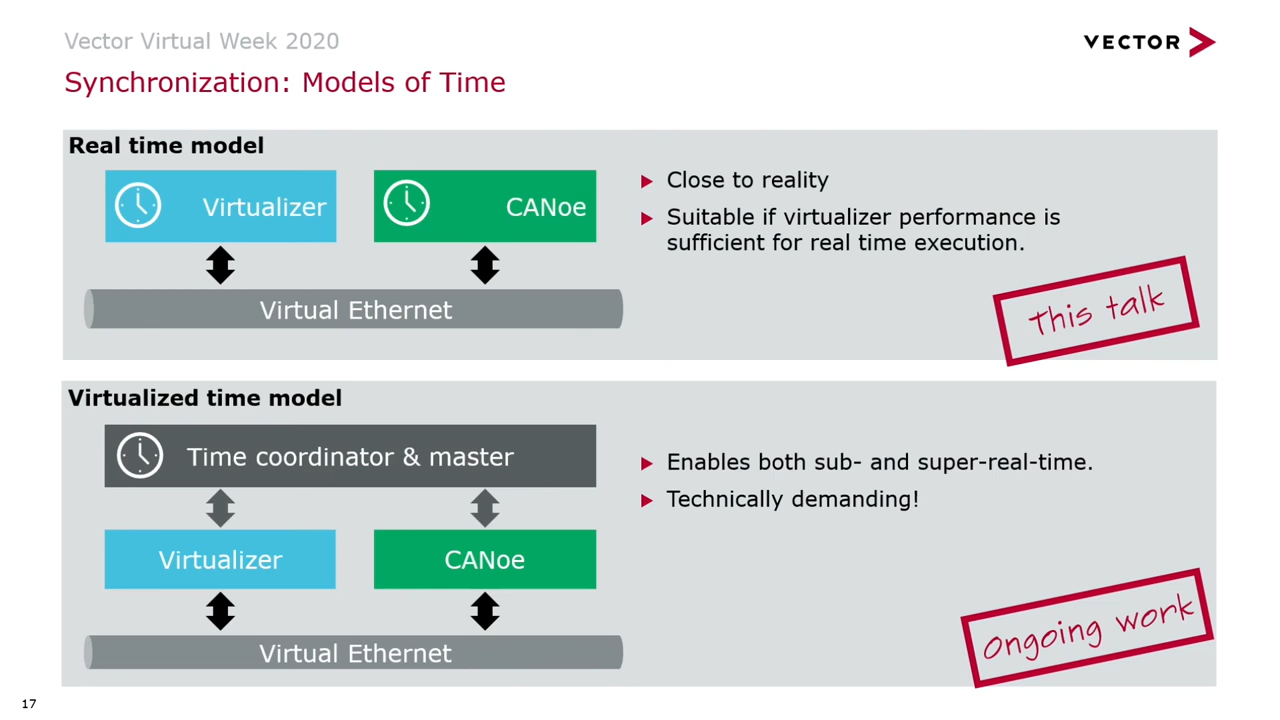 Vector Virtual Week 2020
VECTOR
Synchronization: Models of Time
Real time model
Virtualizer
CANoe
Virtual Ethernet
Close to reality
Suitable if virtualizer performance is
sufficient for real time execution.
This talk
Virtualized time model
Time coordinator & master
Virtualizer
CANoe
Virtual Ethernet
Enables both sub- and super-real-time.
Technically demanding!
Ongoing work
17